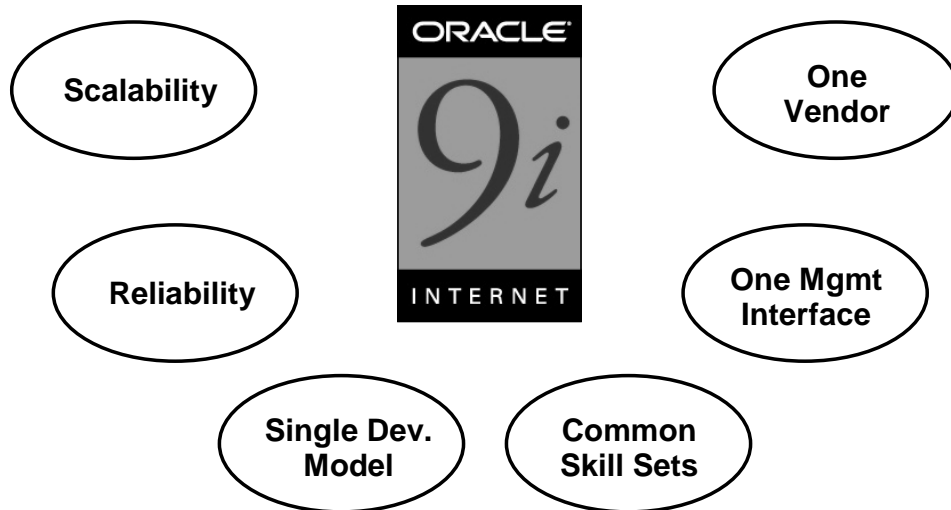 ORACLE®
9i
INTERNET
Scalability
One
Vendor
Reliability
One Mgmt
Interface
Single Dev.
Model
Common
Skill Sets